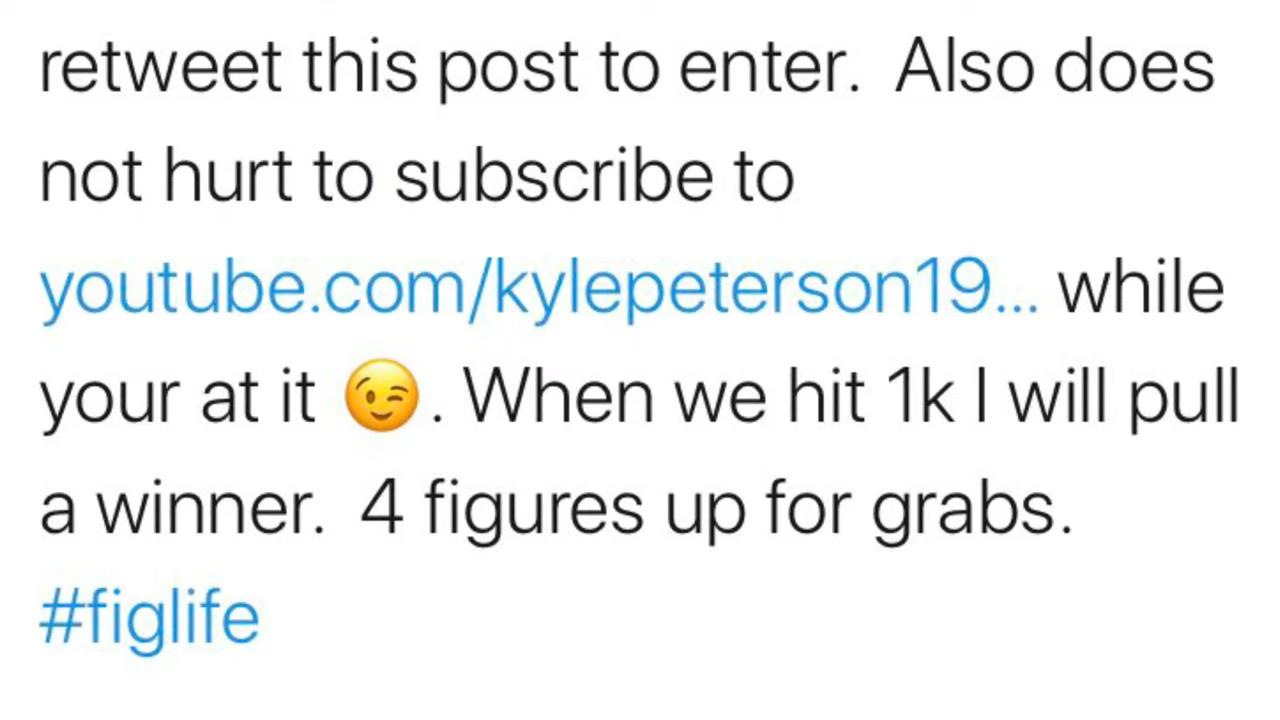 retweet this post to enter.  Also does
not hurt to subscribe to
youtube.com/kylepeterson19... while
your at it 😉. When we hit 1k I will pull
a winner.  4 figures up for grabs.
#figlife